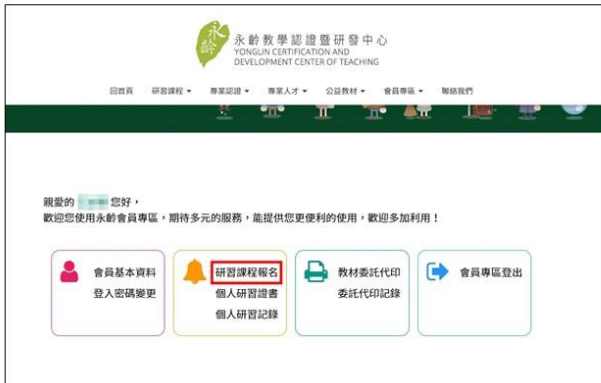 永齡
永齡教學認證暨研發中心
YONGLIN CERTIFICATION AND
DEVELOPMENT CENTER OF TEACHING
回首頁 研習課程 專業認證 專業人才 公益教材 會員專區 聯絡我們
親愛的 您好，
歡迎您使用永齡會員專區，期待多元的服務，能提供您更便利的使用，歡迎多加利用！
會員基本資料
登入密碼變更
研習課程報名
個人研習證書
個人研習記錄
教材委託代印
委託代印記錄
會員專區登出